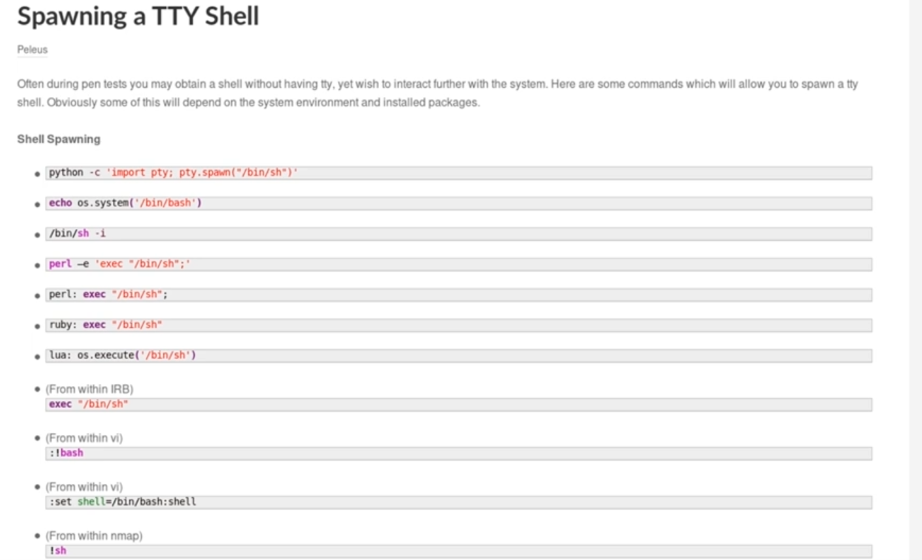 Spawning a TTY Shell
Peleus
Often during pen tests you may obtain a shell without having tty, yet wish to interact further with the system. Here are some commands which will allow you to spawn a tty
shell. Obviously some of this will depend on the system environment and installed packages.
Shell Spawning
python -c 'import pty; pty.spawn("/bin/sh")'
echo os.system('/bin/bash')
/bin/sh -i
perl —e 'exec "/bin/sh";'
perl: exec "/bin/sh";
ruby: exec "/bin/sh"
lua: os.execute('/bin/sh')
(From within IRB)
exec "/bin/sh"
(From within vi)
:!bash
(From within vi)
:set shell=/bin/bash:shell
(From within nmap)
!sh